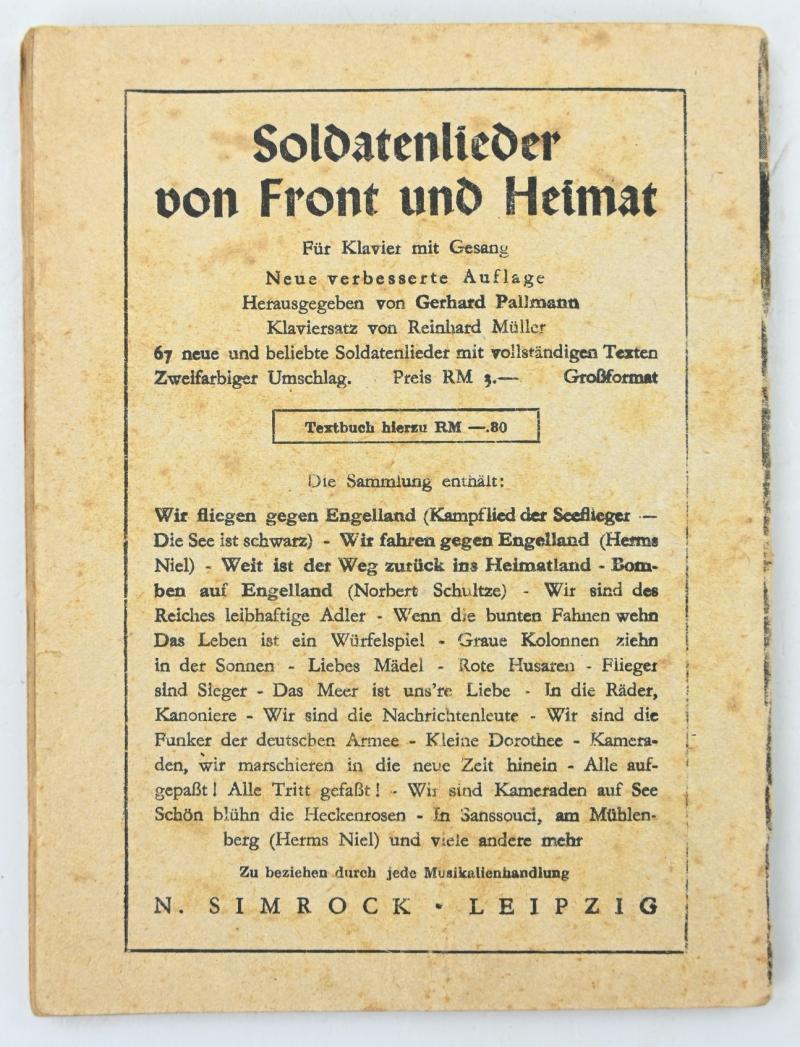 Soldatenlieder
von Front und Heimat
Für Klavier mit Gesang
Neue verbesserte Auflage
Herausgegeben von Gerhard Pallmann
Klaviersatz von Reinhard Müller
67 neue und beliebte Soldatenlieder mit vollständigen Texten
Zweifarbiger Umschlag. Preis RM 3.— Großformat
Textbuch hierzu RM —.80
Die Sammlung enthält:
Wir fliegen gegen Engelland (Kampflied der Seeflieger —
Die See ist schwarz) - Wir fahren gegen Engelland (Herms
Niel) - Weit ist der Weg zurück ins Heimatland - Bom-
ben auf Engelland (Norbert Schultze) - Wir sind des
Reiches leibhaftige Adler - Wenn die bunten Fahnen wehn
Das Leben ist ein Würfelspiel - Graue Kolonnen ziehn
in der Sonnen - Liebes Mädel - Rote Husaren - Flieger
sind Sieger - Das Meer ist uns're Liebe - In die Räder,
Kanoniere - Wir sind die Nachrichtenleute - Wir sind die
Funker der deutschen Armee - Kleine Dorothee - Kamera-
den, wir marschieren in die neue Zeit hinein - Alle auf-
gepaßt! Alle Tritt gefaßt! - Wir sind Kameraden auf See
Schön blühn die Heckenrosen - In Sanssouci, am Mühlen-
berg (Herms Niel) und viele andere mehr
Zu beziehen durch jede Musikalienhandlung
N. SIMROCK · LEIPZIG